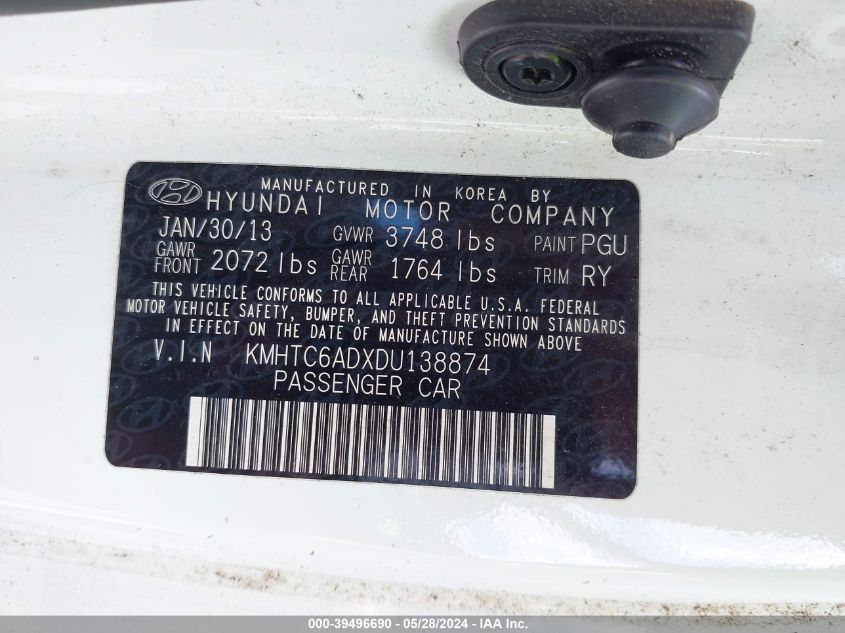 MANUFACTURED IN KOREA BY
HYUNDAI MOTOR COMPANY
JAN/30/13 GVWR 3748 lbs PAINT PGU
GAWR FRONT 2072 lbs GAWR REAR 1764 lbs TRIM RY
THIS VEHICLE CONFORMS TO ALL APPLICABLE U.S.A. FEDERAL
MOTOR VEHICLE SAFETY, BUMPER, AND THEFT PREVENTION STANDARDS
IN EFFECT ON THE DATE OF MANUFACTURE SHOWN ABOVE
V.I.N KMHTC6ADXDU138874
PASSENGER CAR
000-39496690 - 05/28/2024 - IMS.CA